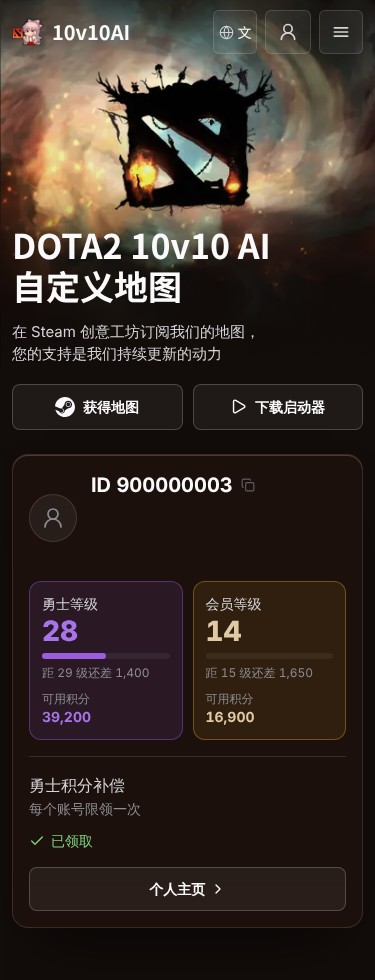 10v10AI
文
DOTA2 10v10 AI
自定义地图
在 Steam 创意工坊订阅我们的地图，
您的支持是我们持续更新的动力
获得地图
下载启动器
ID 900000003
勇士等级
28
距 29 级还差 1,400
可用积分
39,200
会员等级
14
距 15 级还差 1,650
可用积分
16,900
勇士积分补偿
每个账号限领一次
已领取
个人主页